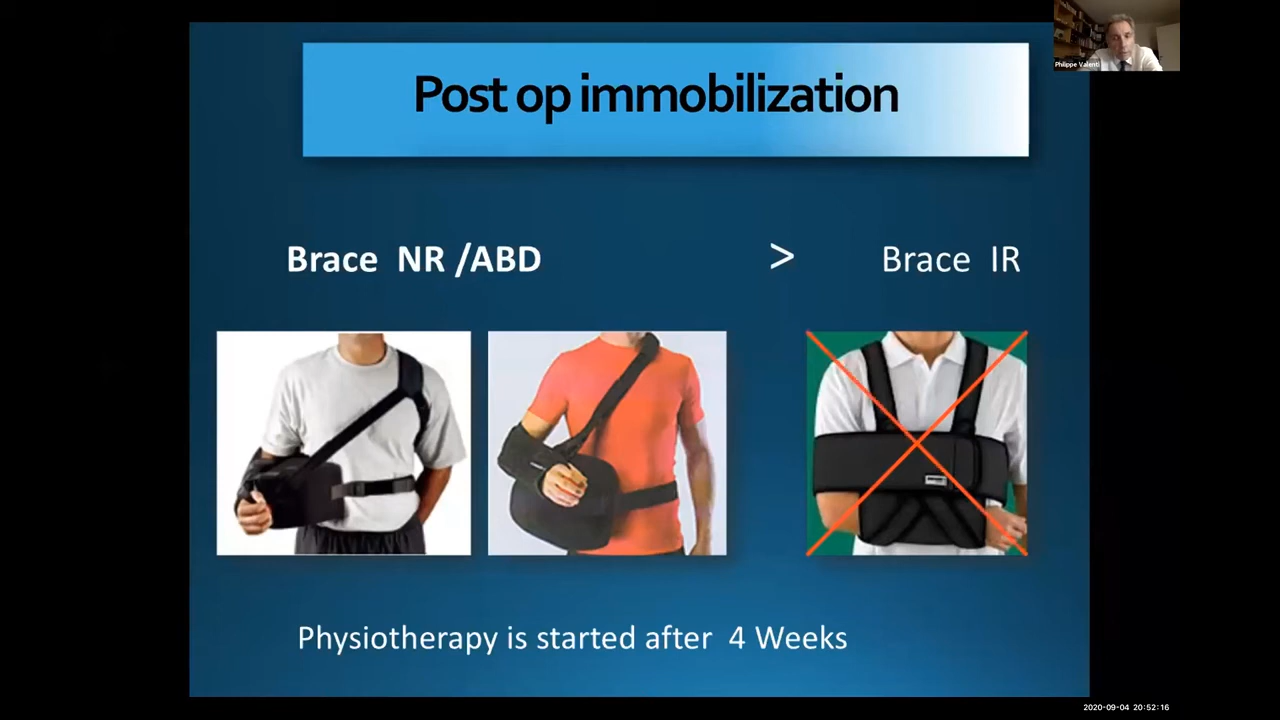 Philippe Valenti
Post op immobilization
Brace NR /ABD > Brace IR
Physiotherapy is started after 4 Weeks
2020-09-04 20:52:16